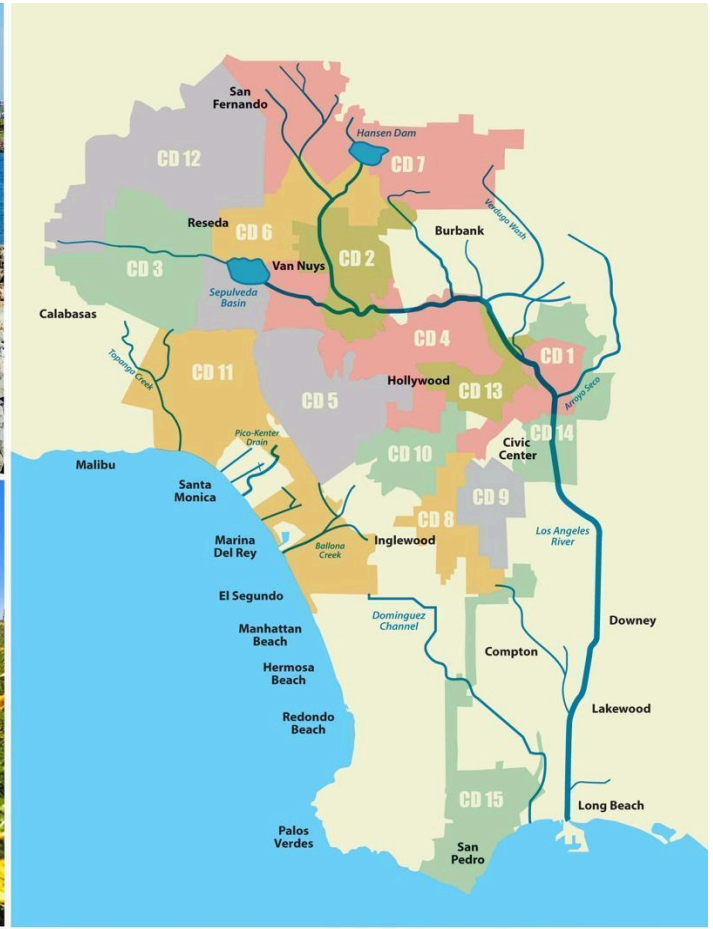 San
Fernando
Hansen Dam
CD 7
CD 12
Verdugo Wash
Reseda
CD 6
Burbank
CD 2
CD 3
Van Nuys
Sepulveda
Basin
Calabasas
CD 4
CD 1
Topanga Creek
CD 11
Hollywood
CD 5
CD 13
Arroyo Seco
Pico-Kenter
Drain
CD 14
Civic
Center
CD 10
Malibu
Santa
Monica
CD 9
CD 8
Los Angeles
River
Marina
Del Rey
Ballona
Creek
Inglewood
El Segundo
Dominguez
Channel
Downey
Manhattan
Beach
Compton
Hermosa
Beach
Lakewood
Redondo
Beach
CD 15
Long Beach
Palos
Verdes
San
Pedro